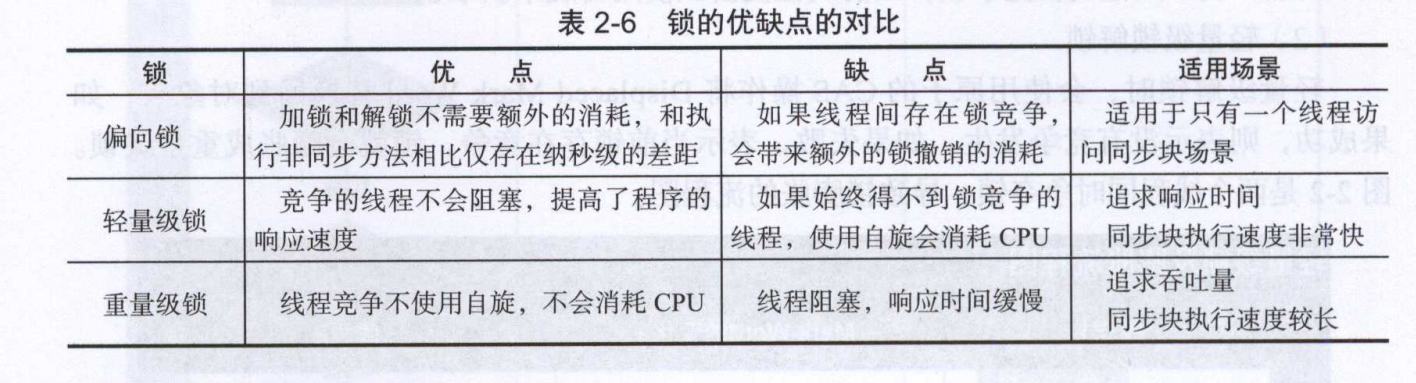 表 2-6 锁的优缺点的对比
锁 优 点 缺 点 适用场景
偏向锁 加锁和解锁不需要额外的消耗，和执 如果线程间存在锁竞争， 适用于只有一个线程访
行非同步方法相比仅存在纳秒级的差距 会带来额外的锁撤销的消耗 问同步块场景
轻量级锁 竞争的线程不会阻塞，提高了程序的 如果始终得不到锁竞争的 追求响应时间
响应速度 线程，使用自旋会消耗 CPU 同步块执行速度非常快
重量级锁 线程竞争不使用自旋，不会消耗 CPU 线程阻塞，响应时间缓慢 追求吞吐量
同步块执行速度较长